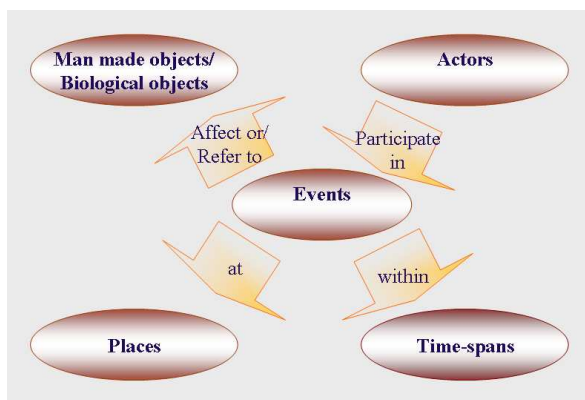 Man made objects/
Biological objects
Actors
Affect or/
Refer to
Participate
in
Events
at
within
Places
Time-spans